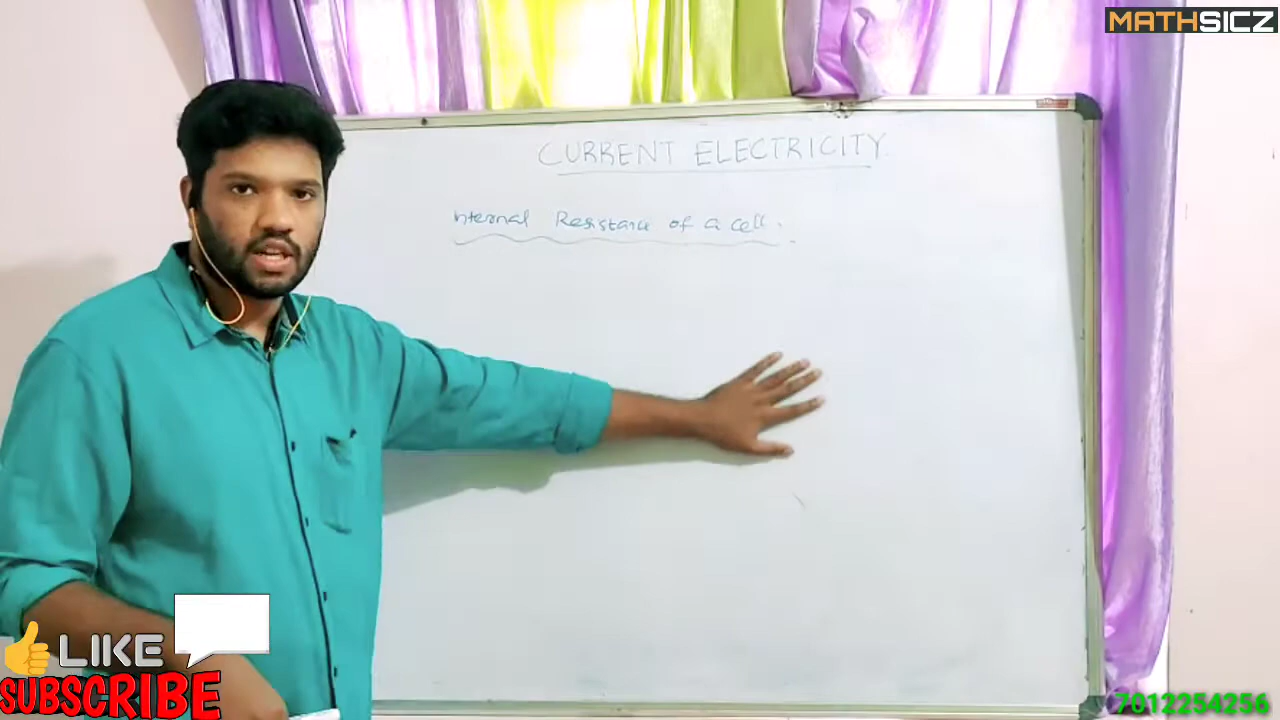 MATHSICZ
CURRENT ELECTRICITY.
Internal Resistance of a cell.
LIKE
SUBSCRIBE
7012254256